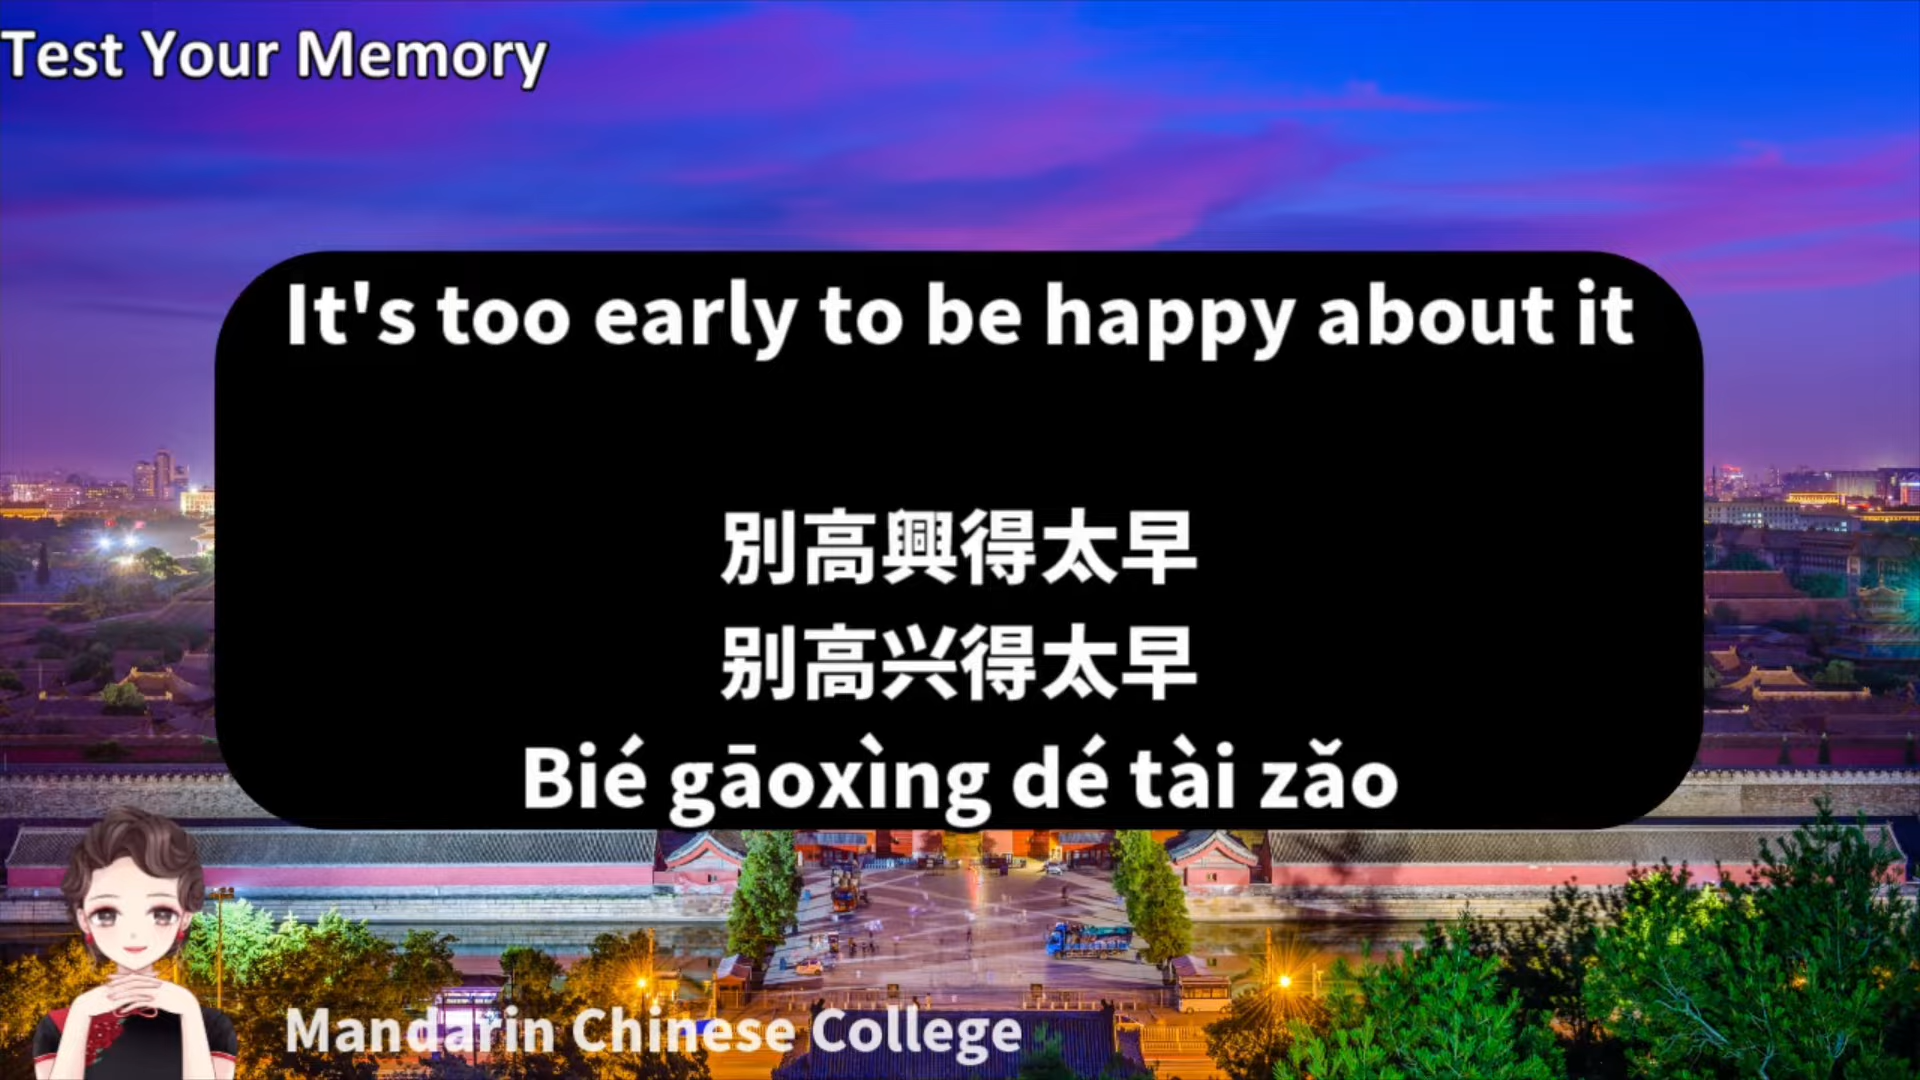 Test Your Memory
It's too early to be happy about it
別高興得太早
别高兴得太早
Bié gāoxìng dé tài zǎo
Mandarin Chinese College